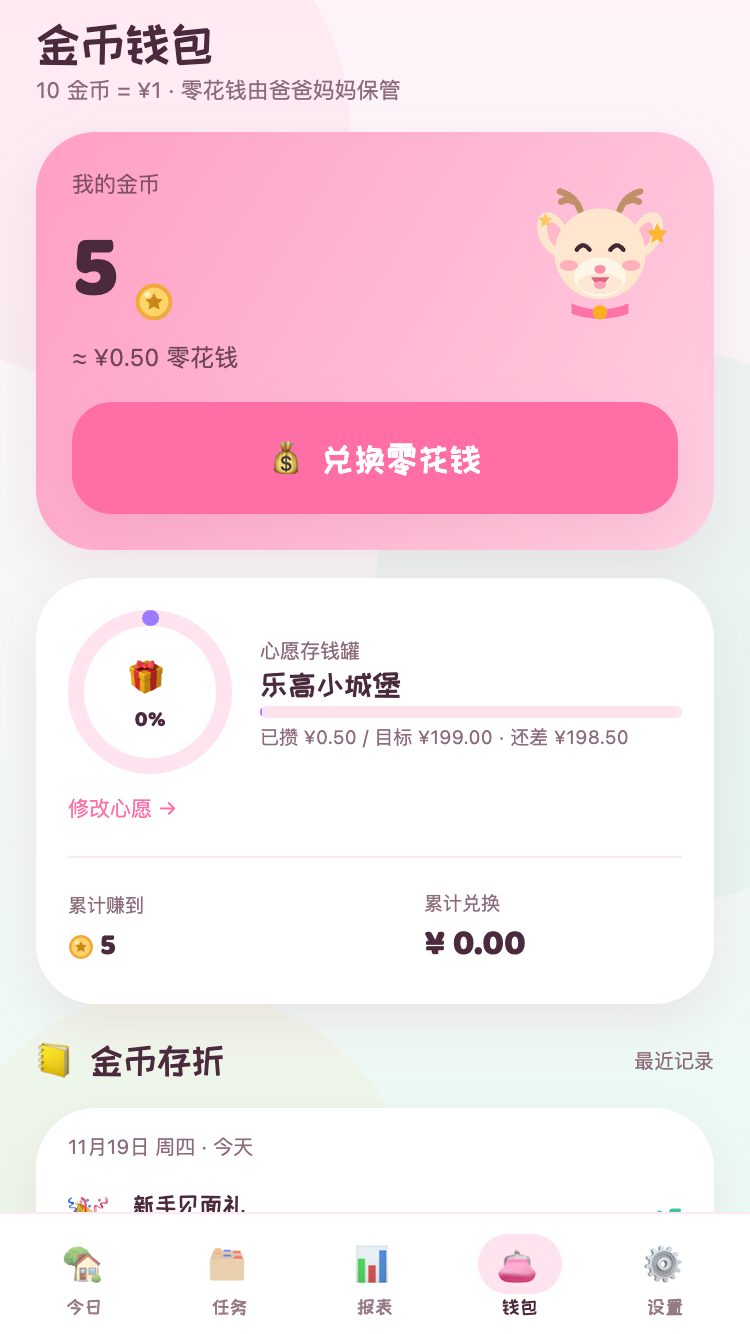 金币钱包
10 金币 = ¥1 · 零花钱由爸爸妈妈保管
我的金币
5
≈ ¥0.50 零花钱
兑换零花钱
0%
心愿存钱罐
乐高小城堡
已攒 ¥0.50 / 目标 ¥199.00 · 还差 ¥198.50
修改心愿 →
累计赚到
5
累计兑换
¥ 0.00
金币存折
最近记录
11月19日 周四 · 今天
新手见面礼
今日
任务
报表
钱包
设置